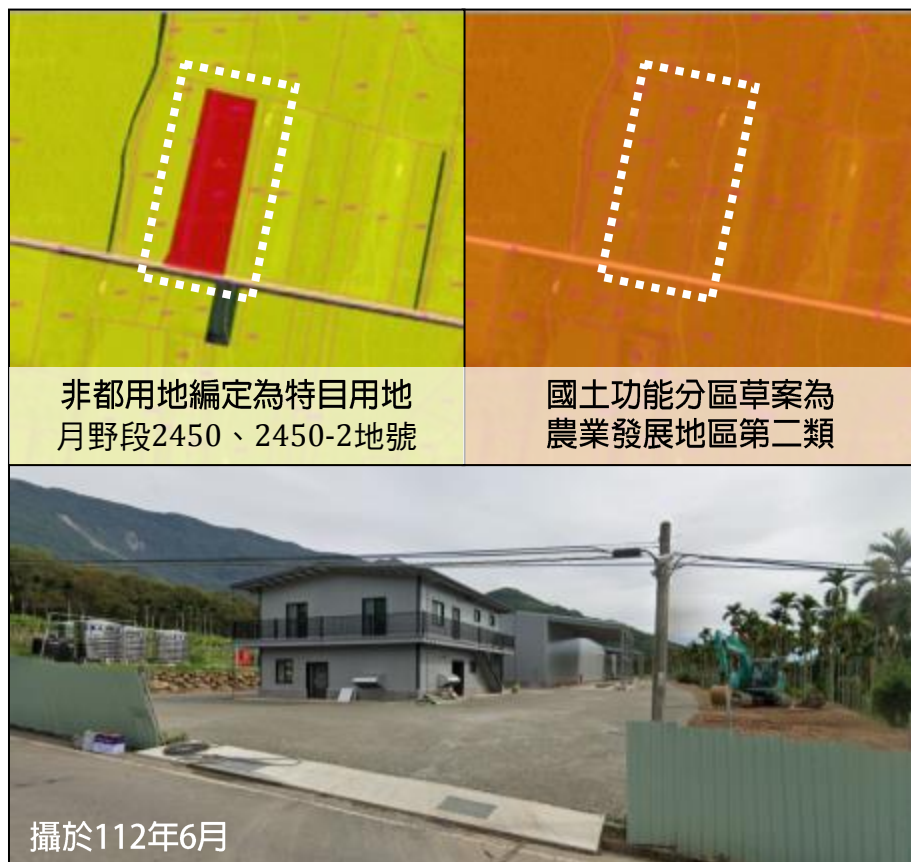 非都用地編定為特目用地
月野段2450、2450-2地號
國土功能分區草案為
農業發展地區第二類
攝於112年6月